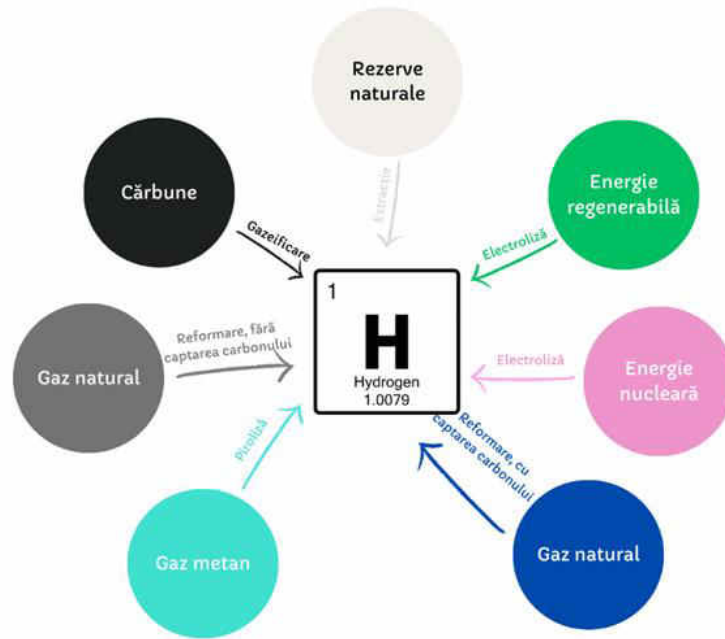 Rezerve
naturale
Cărbune
Energie
regenerabilă
Extracție
Gazeificare
Electroliză
1
H
Hydrogen
1.0079
Reformare, fără
captarea carbonului
Gaz natural
Electroliză
Energie
nucleară
Piroliză
Reformare, cu
captarea carbonului
Gaz metan
Gaz natural